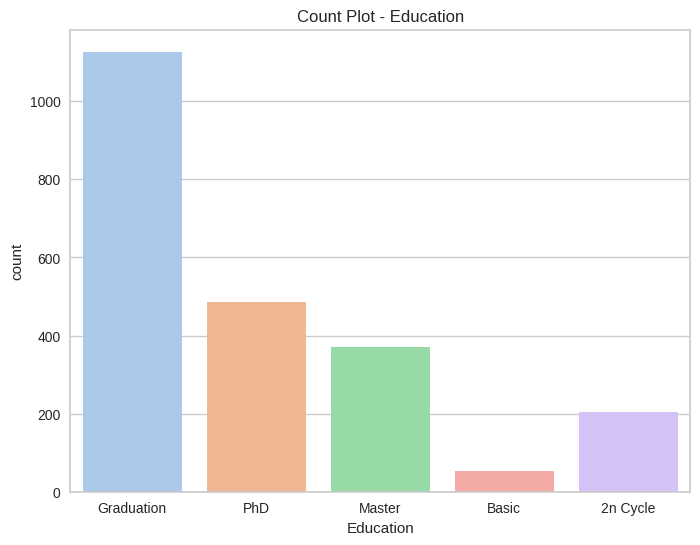 Count Plot - Education
count
1000
800
600
400
200
0
Graduation PhD Master Basic 2n Cycle
Education